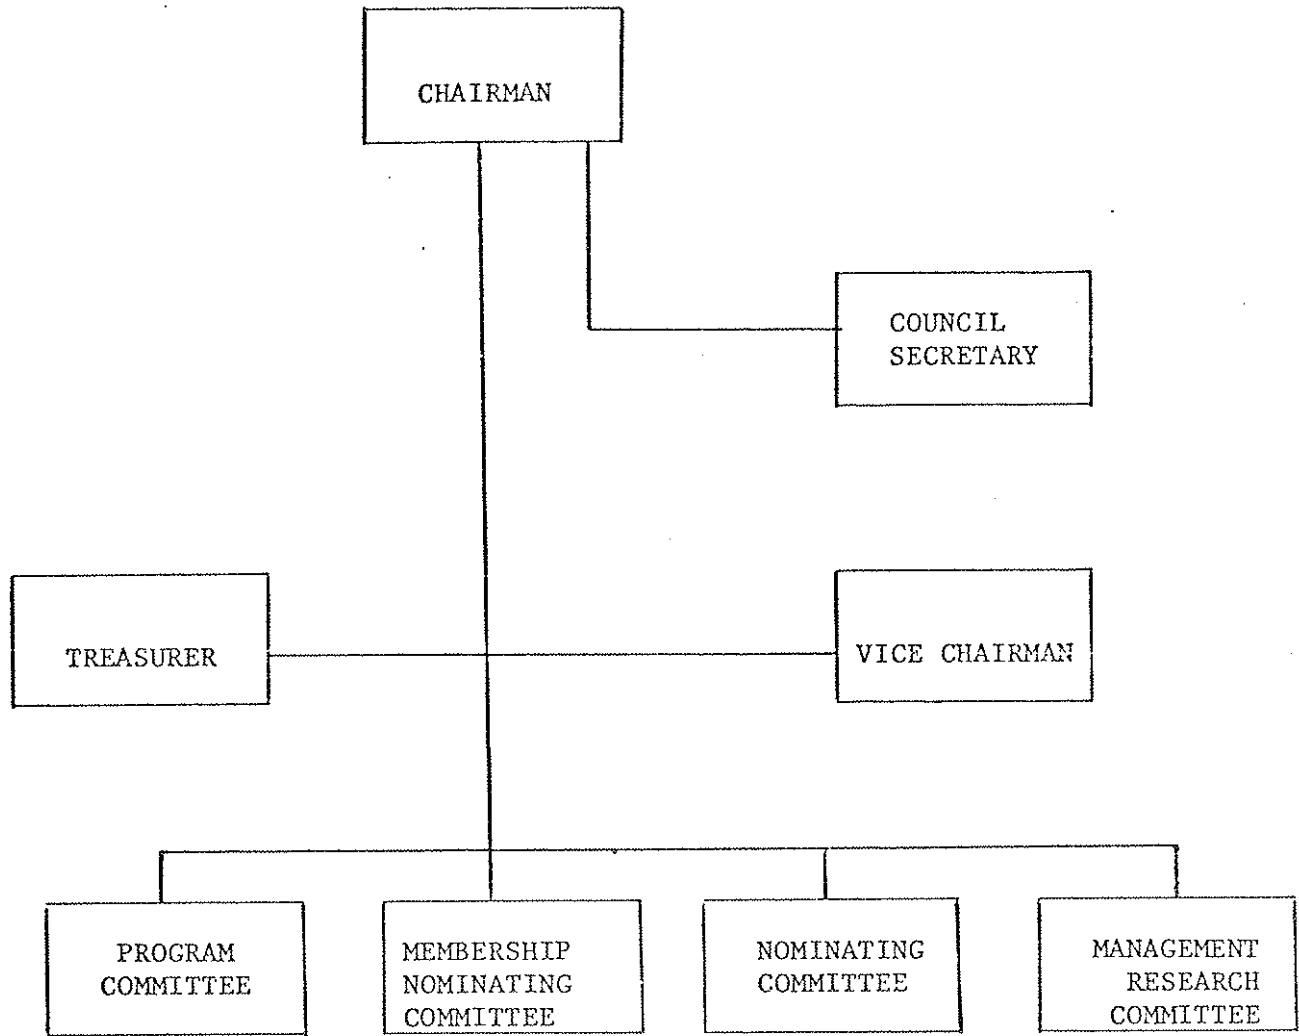 CHAIRMAN
COUNCIL
SECRETARY
TREASURER
VICE CHAIRMAN
PROGRAM
COMMITTEE
MEMBERSHIP
NOMINATING
COMMITTEE
NOMINATING
COMMITTEE
MANAGEMENT
RESEARCH
COMMITTEE